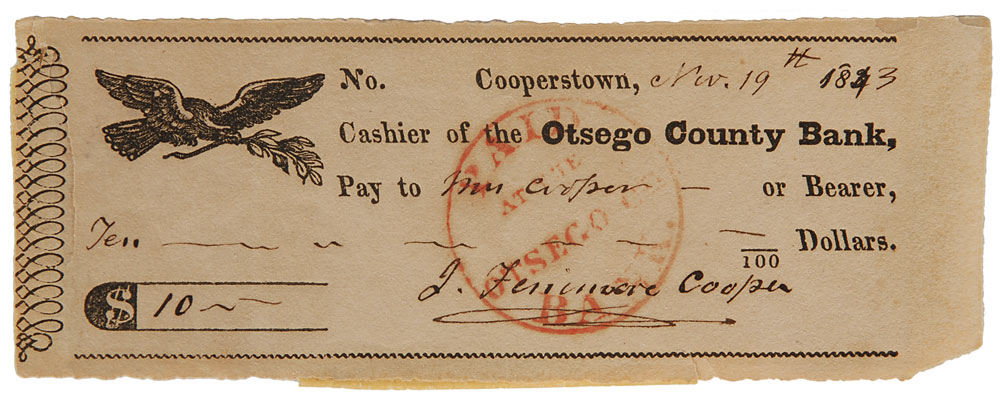 No. Cooperstown, Nov. 19th 1843
Cashier of the Otsego County Bank,
Pay to Mrs Cooper — or Bearer,
Ten — 100 Dollars.
$ 10
J. Fenimore Cooper
PAID
AT THE
OTSEGO CO.
BANK.